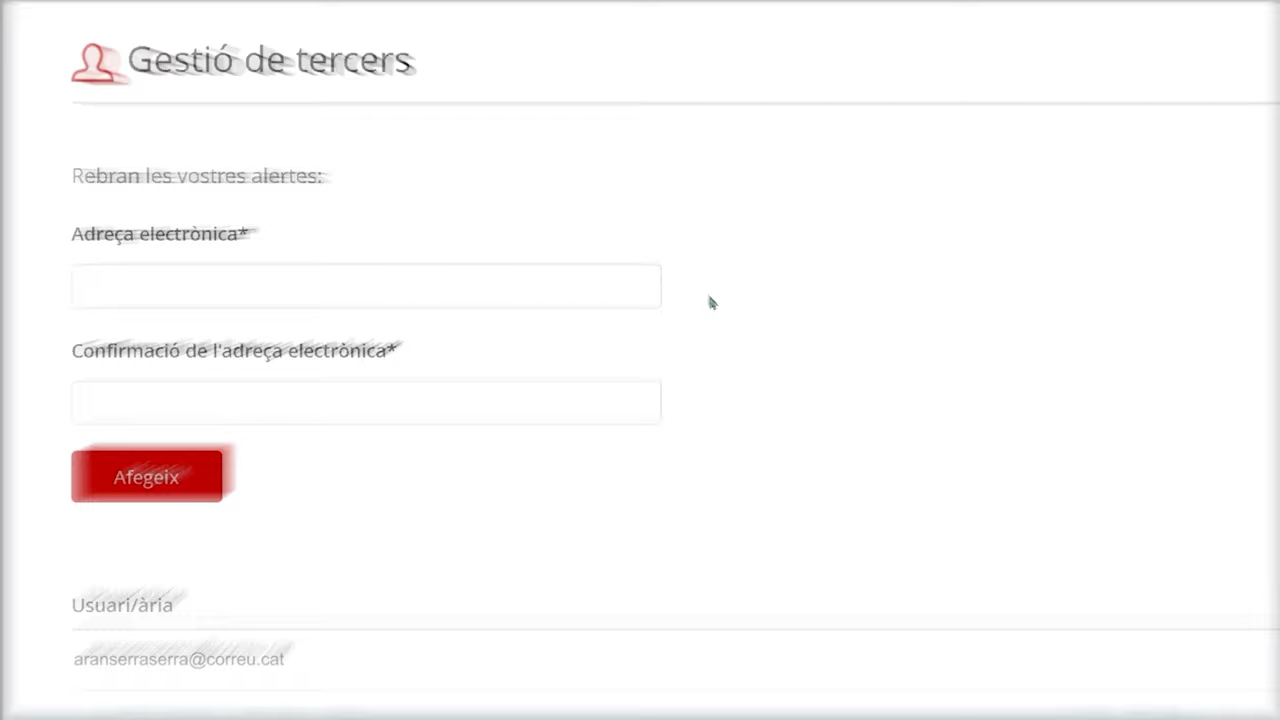 Gestió de tercers
Rebran les vostres alertes:
Adreça electrònica*
Confirmació de l'adreça electrònica*
Afegeix
Usuari/ària
aranserraserra@correu.cat